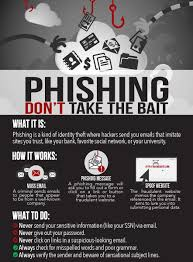 PHISHING
DON'T TAKE THE BAIT
WHAT IT IS:
Phishing is a kind of identity theft where hackers send you emails that imitate
sites you trust, like your bank, favorite social network, or your university.
HOW IT WORKS:
MASS EMAIL
A criminal sends emails
to people that appear
to be from a well-known
PHISHING MESSAGE
A phishing message will
ask you to fill out a form
or click on a link or
button that takes you to a
fraudulent website.
SPOOF WEBSITE
The fraudulent website
mimics the company
referenced in the email. It
aims to lure you into
submitting personal data.
WHAT TO DO:
Never send your sensitive information (like your SSN) via email.
Never give out your password.
Never click on links in a suspicious-looking email.
Always check for misspelled words and poor grammar.
Always verify the sender and beware of sensational subject lines.